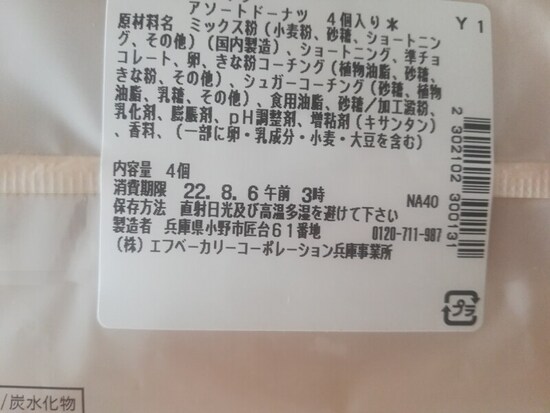 アソートドーナツ 4個入り＊ Y 1
原材料名 ミックス粉（小麦粉、砂糖、ショートニン
グ、その他）（国内製造）、ショートニング、準チョ
コレート、卵、きな粉コーチング（植物油脂、砂糖、
きな粉、その他）、シュガーコーチング（砂糖、植物
油脂、乳糖、その他）、食用油脂、砂糖／加工澱粉、
乳化剤、膨脹剤、pH調整剤、増粘剤（キサンタン）
、香料、（一部に卵・乳成分・小麦・大豆を含む）
内容量 4個
消費期限 22.8.6午前 3時 NA40
保存方法 直射日光及び高温多湿を避けて下さい
製造者 兵庫県小野市匠台61番地 0120-711-987
（株）エフベーカリーコーポレーション兵庫事業所
2 302102 300131
プラ
/炭水化物